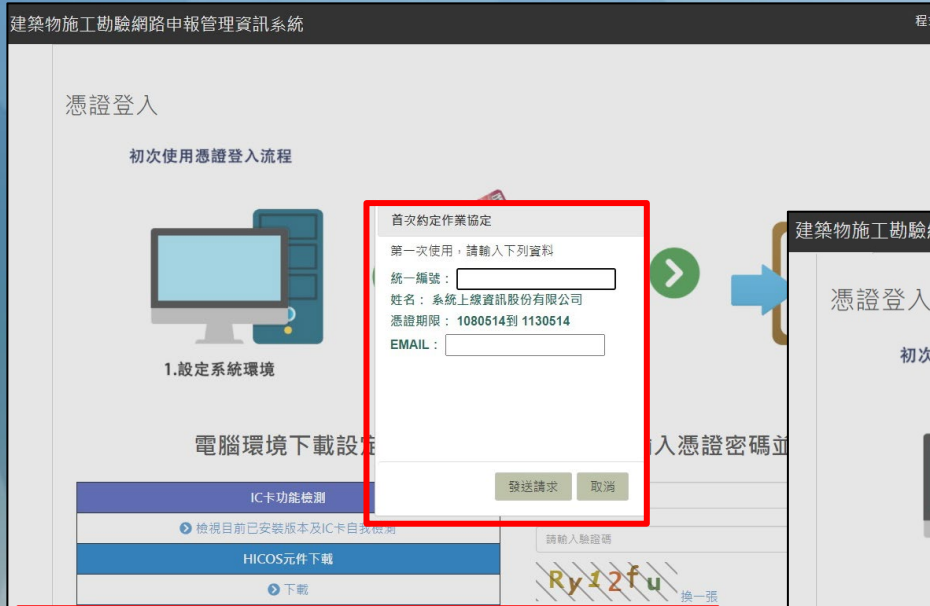 建築物施工勘驗網路申報管理資訊系統
程
憑證登入
初次使用憑證登入流程
首次約定作業協定
第一次使用，請輸入下列資料
統一編號：
姓名： 系統上線資訊股份有限公司
憑證期限： 1080514到 1130514
EMAIL：
發送請求 取消
1.設定系統環境
電腦環境下載設定
入憑證密碼並
IC卡功能檢測
檢視目前已安裝版本及IC卡自我檢測
HICOS元件下載
下載
請輸入驗證碼
Ry12fu
換一張
建築物施工勘驗
憑證登入
初次